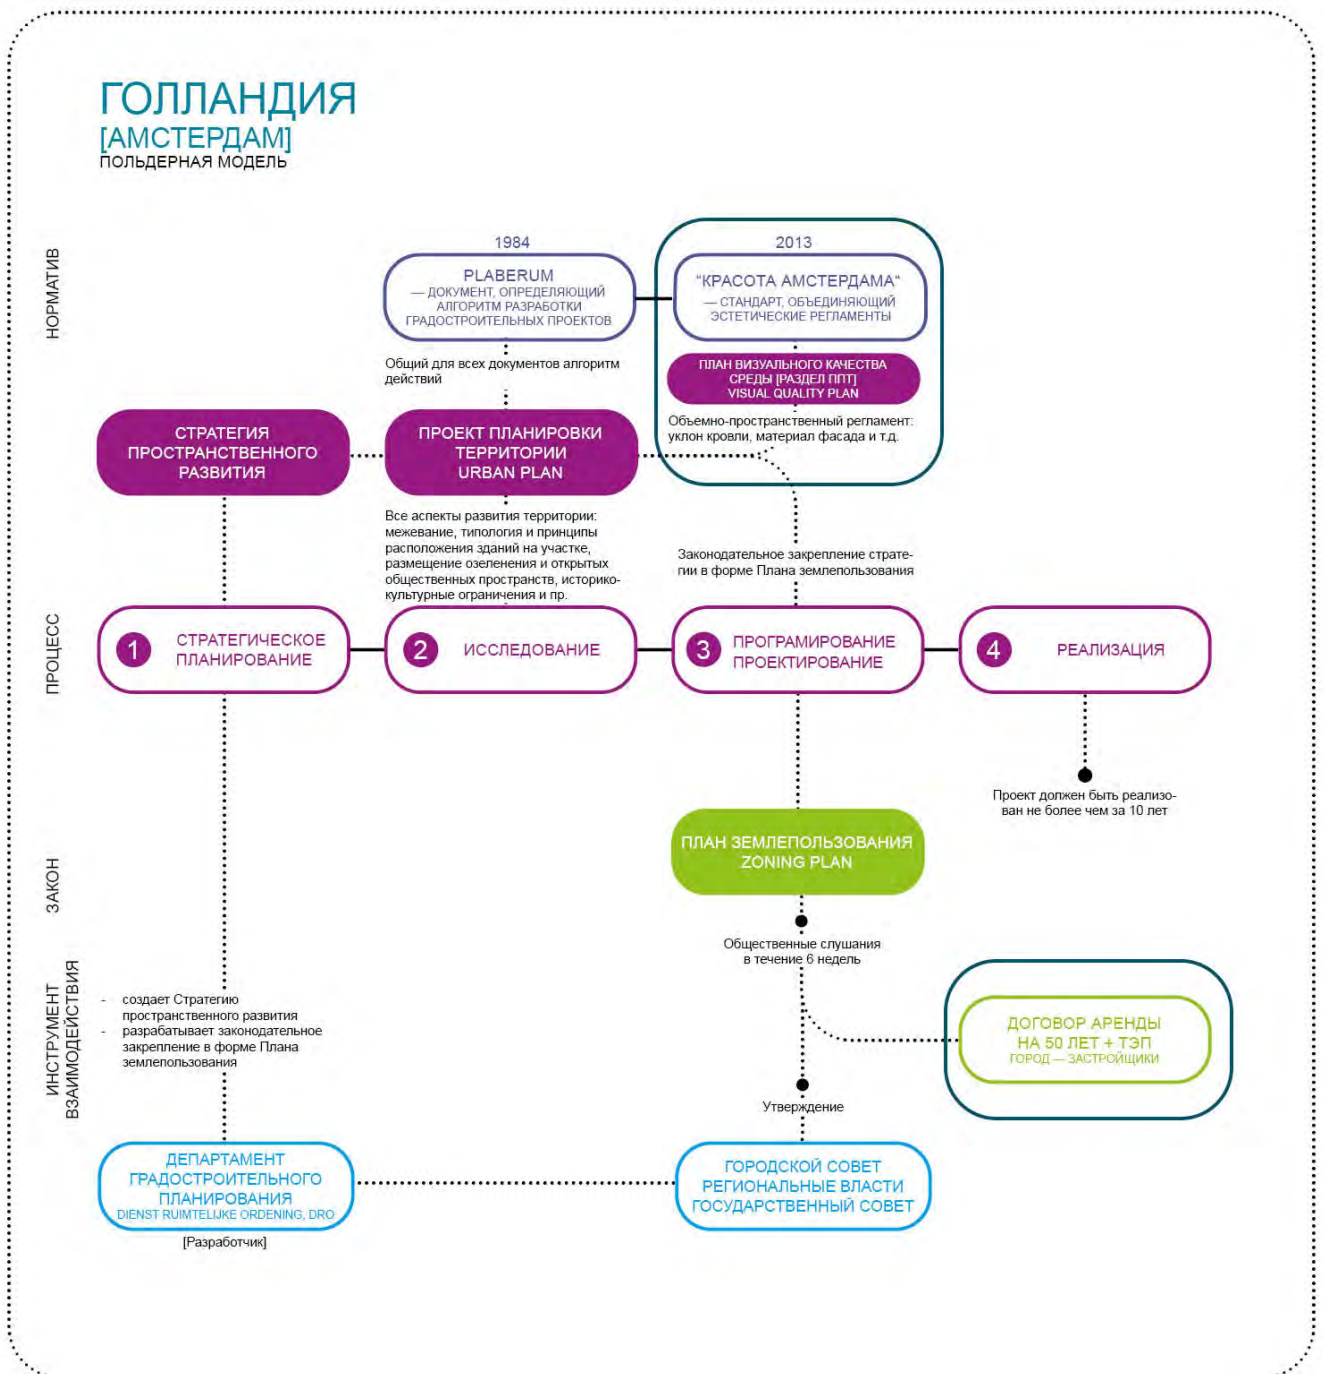 ГОЛЛАНДИЯ
[АМСТЕРДАМ]
ПОЛЬДЕРНАЯ МОДЕЛЬ
НОРМАТИВ
1984
PLABERUM
— ДОКУМЕНТ, ОПРЕДЕЛЯЮЩИЙ
АЛГОРИТМ РАЗРАБОТКИ
ГРАДОСТРОИТЕЛЬНЫХ ПРОЕКТОВ
2013
"КРАСОТА АМСТЕРДАМА"
— СТАНДАРТ, ОБЪЕДИНЯЮЩИЙ
ЭСТЕТИЧЕСКИЕ РЕГЛАМЕНТЫ
Общий для всех документов алгоритм
действий
ПЛАН ВИЗУАЛЬНОГО КАЧЕСТВА
СРЕДЫ [РАЗДЕЛ ППТ]
VISUAL QUALITY PLAN
Объемно-пространственный регламент:
уклон кровли, материал фасада и т.д.
СТРАТЕГИЯ
ПРОСТРАНСТВЕННОГО
РАЗВИТИЯ
ПРОЕКТ ПЛАНИРОВКИ
ТЕРРИТОРИИ
URBAN PLAN
Все аспекты развития территории:
межевание, типология и принципы
расположения зданий на участке,
размещение озеленения и открытых
общественных пространств, историко-
культурные ограничения и пр.
Законодательное закрепление страте-
гии в форме Плана землепользования
ПРОЦЕСС
1
СТРАТЕГИЧЕСКОЕ
ПЛАНИРОВАНИЕ
2
ИССЛЕДОВАНИЕ
3
ПРОГРАМИРОВАНИЕ
ПРОЕКТИРОВАНИЕ
4
РЕАЛИЗАЦИЯ
Проект должен быть реализо-
ван не более чем за 10 лет
ЗАКОН
ПЛАН ЗЕМЛЕПОЛЬЗОВАНИЯ
ZONING PLAN
Общественные слушания
в течение 6 недель
ИНСТРУМЕНТ
ВЗАИМОДЕЙСТВИЯ
- создает Стратегию
пространственного развития
- разрабатывает законодательное
закрепление в форме Плана
землепользования
ДОГОВОР АРЕНДЫ
НА 50 ЛЕТ + ТЭП
ГОРОД — ЗАСТРОЙЩИКИ
Утверждение
ДЕПАРТАМЕНТ
ГРАДОСТРОИТЕЛЬНОГО
ПЛАНИРОВАНИЯ
DIENST RUIMTELIJKE ORDENING, DRO
[Разработчик]
ГОРОДСКОЙ СОВЕТ
РЕГИОНАЛЬНЫЕ ВЛАСТИ
ГОСУДАРСТВЕННЫЙ СОВЕТ